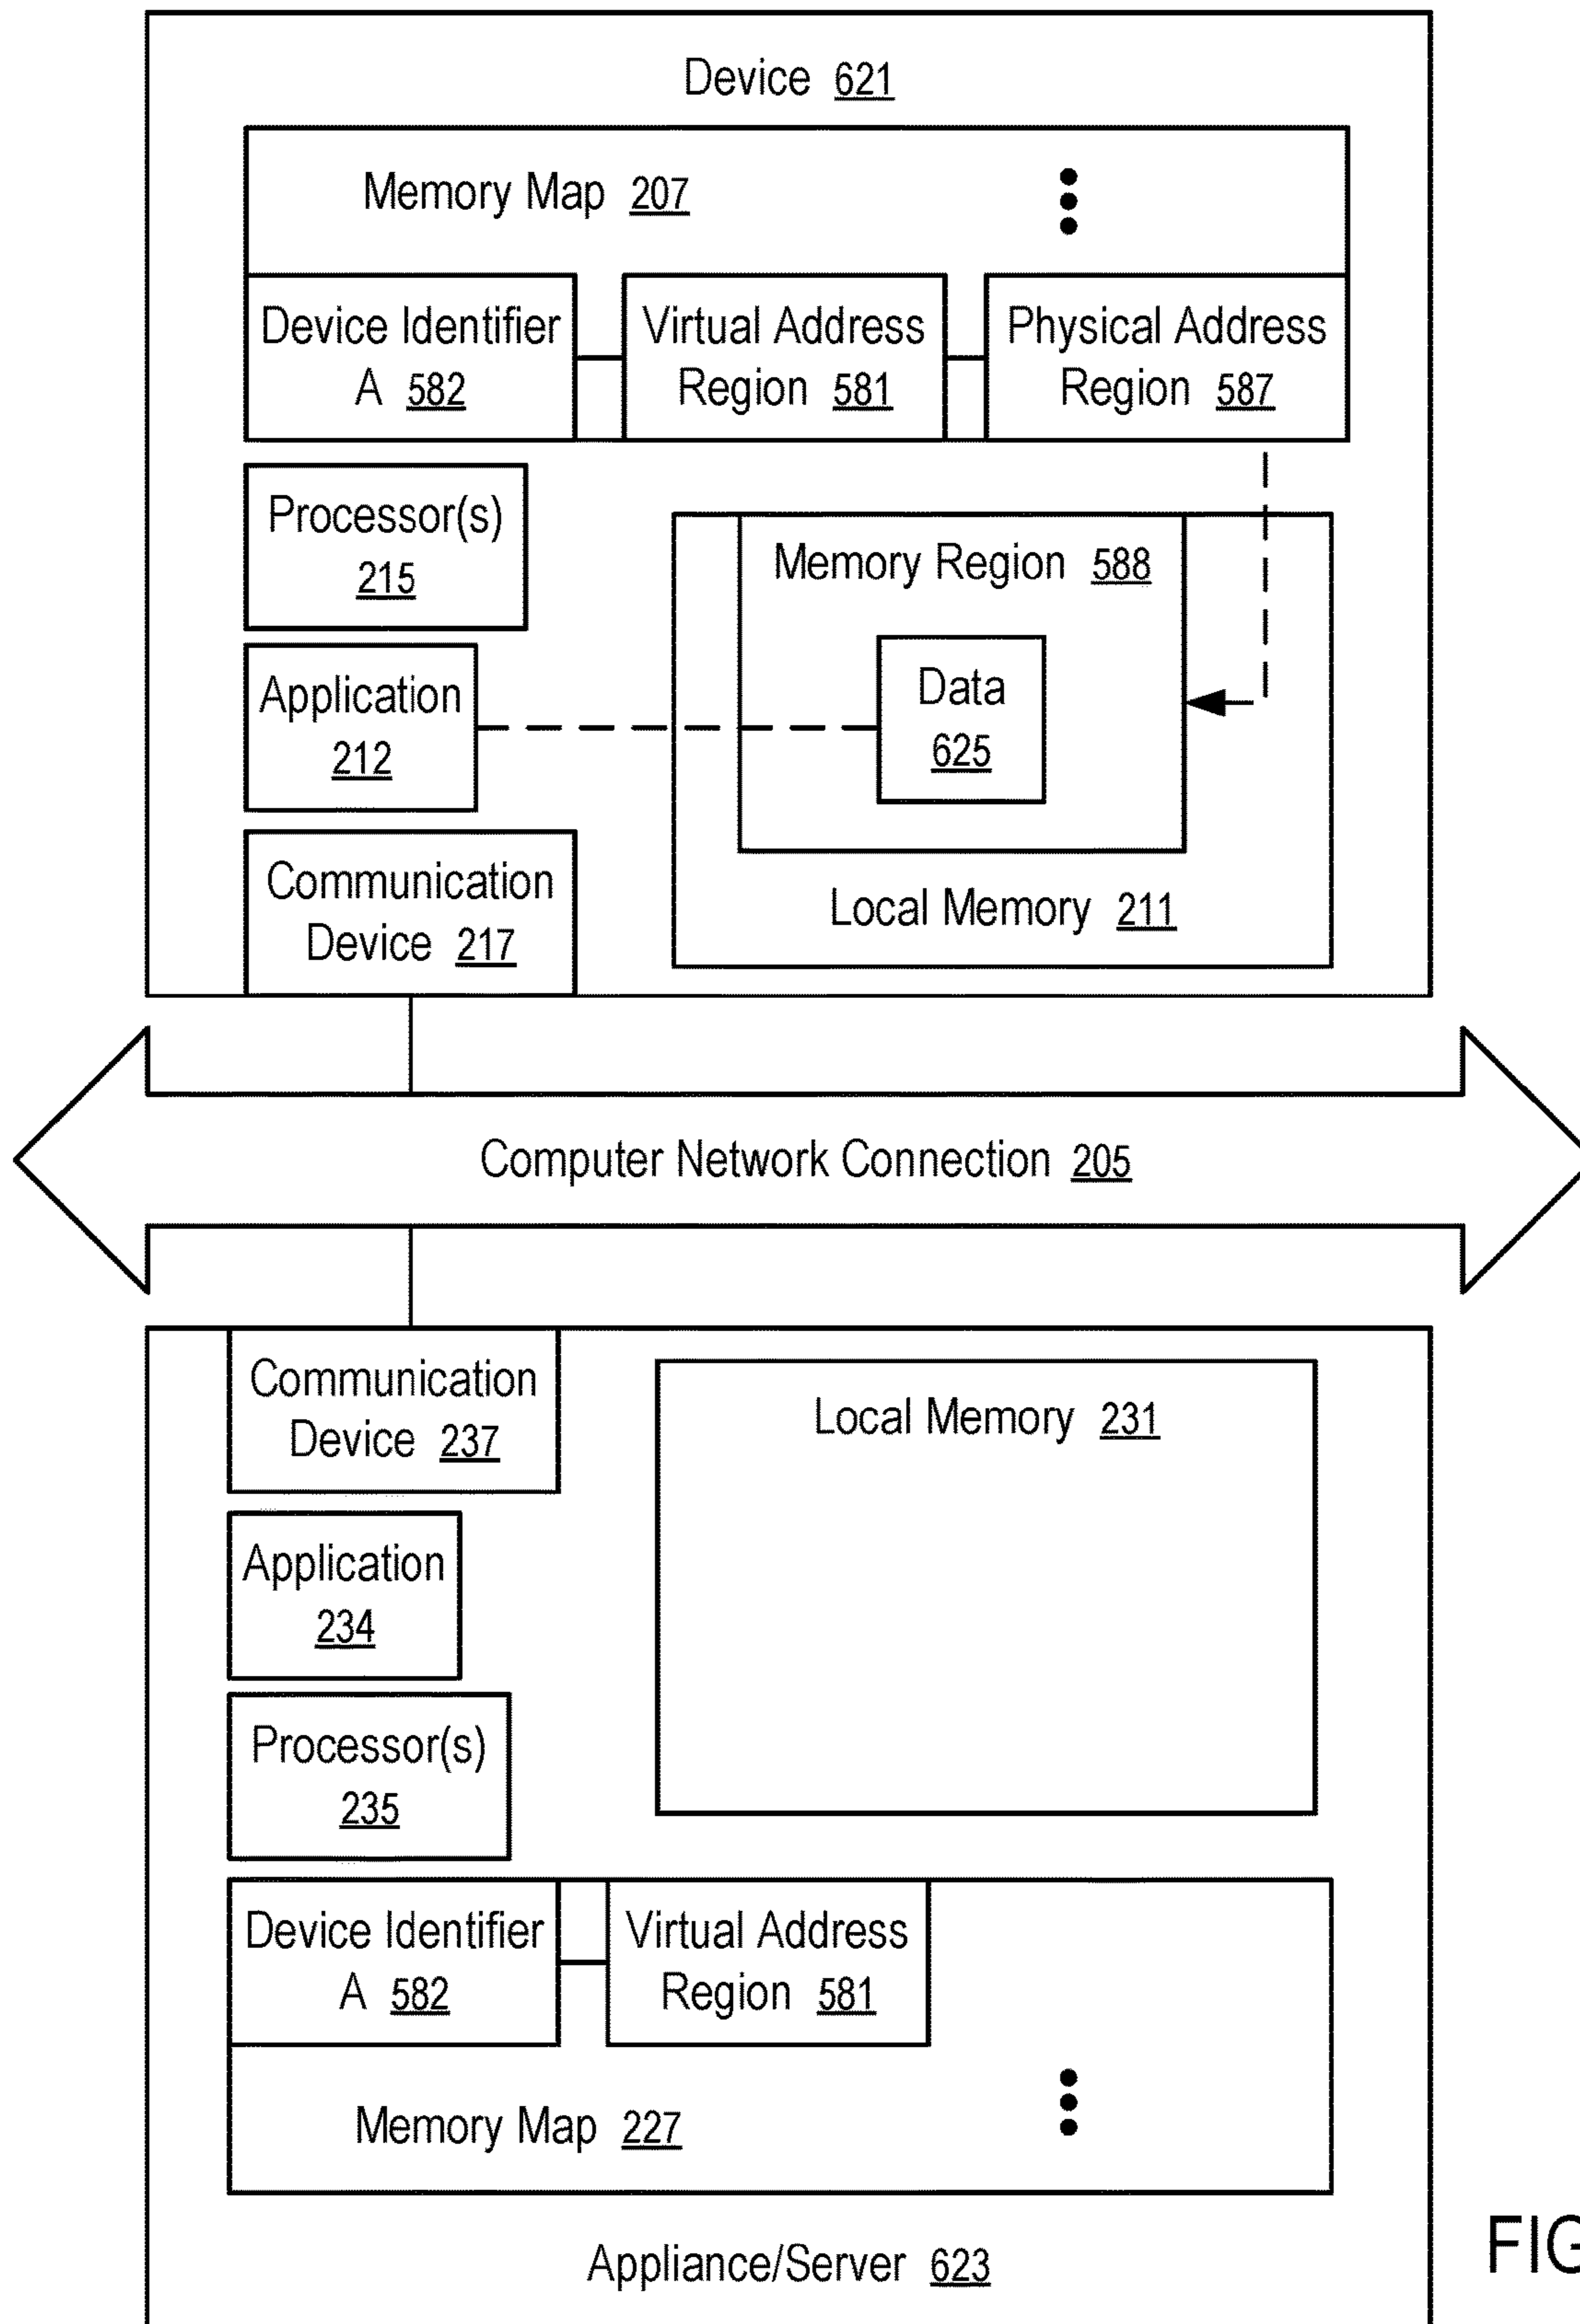 Device 621
Memory Map 207
Device Identifier
A 582
Virtual Address
Region 581
Physical Address
Region 587
Processor(s)
215
Memory Region 588
Application
212
Data
625
Communication
Device 217
Local Memory 211
Computer Network Connection 205
Communication
Device 237
Local Memory 231
Application
234
Processor(s)
235
Device Identifier
A 582
Virtual Address
Region 581
Memory Map 227
Appliance/Server 623
FIG